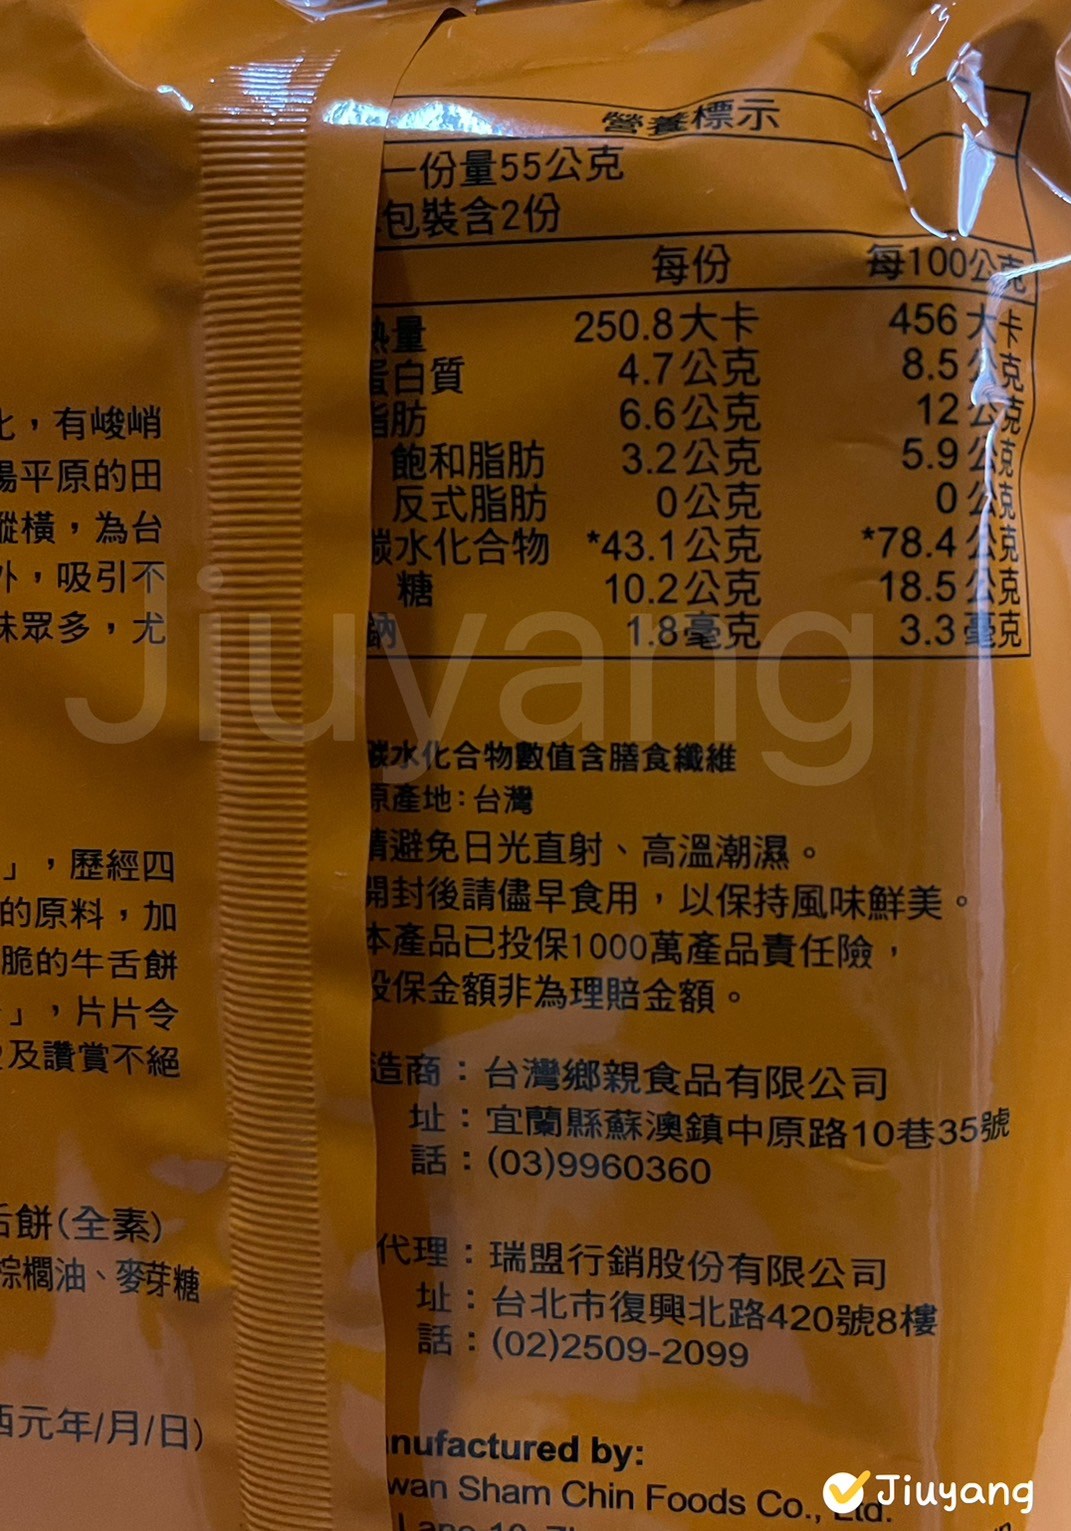 營養標示
一份量55公克
包裝含2份
每份 每100公克
熱量 250.8大卡 456大卡
蛋白質 4.7公克 8.5公克
脂肪 6.6公克 12公克
飽和脂肪 3.2公克 5.9公克
反式脂肪 0公克 0公克
碳水化合物 *43.1公克 *78.4公克
糖 10.2公克 18.5公克
鈉 1.8毫克 3.3毫克
碳水化合物數值含膳食纖維
原產地:台灣
請避免日光直射、高溫潮濕。
開封後請儘早食用，以保持風味鮮美。
本產品已投保1000萬產品責任險，
投保金額非為理賠金額。
造商：台灣鄉親食品有限公司
址：宜蘭縣蘇澳鎮中原路10巷35號
話：(03)9960360
代理：瑞盟行銷股份有限公司
址：台北市復興北路420號8樓
話：(02)2509-2099
nufactured by:
wan Sham Chin Foods Co., Ltd.
，有峻峭
陽平原的田
縱橫，為台
外，吸引不
味眾多，尤
」，歷經四
的原料，加
脆的牛舌餅
」，片片令
及讚賞不絕
舌餅(全素)
棕櫚油、麥芽糖
西元年/月/日)
Jiuyang
Jiuyang